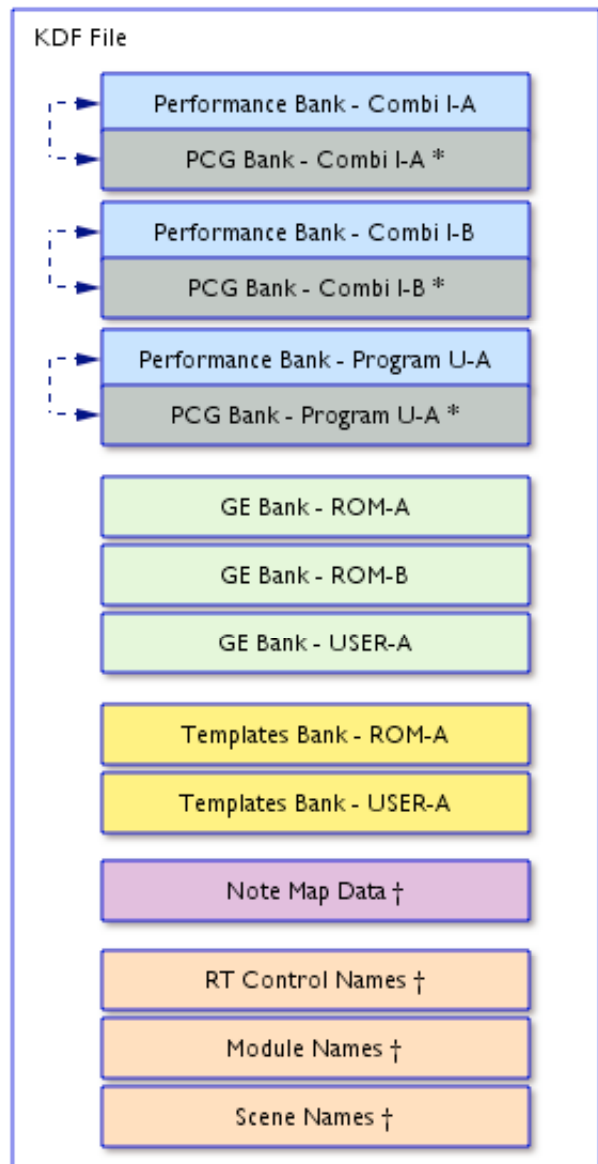 KDF File
Performance Bank - Combi I-A
PCG Bank - Combi I-A *
Performance Bank - Combi I-B
PCG Bank - Combi I-B *
Performance Bank - Program U-A
PCG Bank - Program U-A *
GE Bank - ROM-A
GE Bank - ROM-B
GE Bank - USER-A
Templates Bank - ROM-A
Templates Bank - USER-A
Note Map Data †
RT Control Names †
Module Names †
Scene Names †